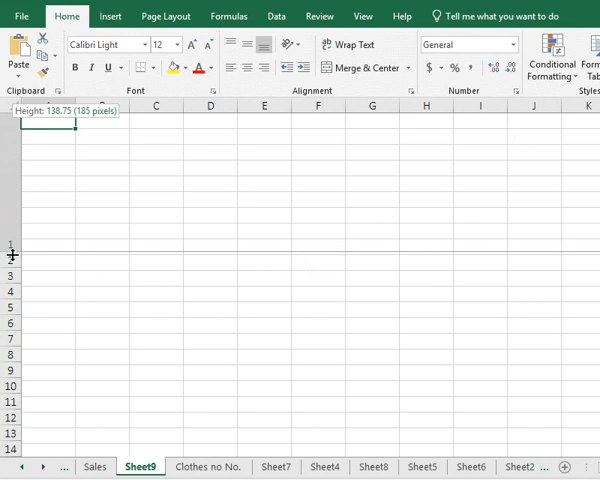 File Home Insert Page Layout Formulas Data Review View Help Tell me what you want to do
Calibri Light 12 A A Wrap Text General
Paste B I U A Merge & Center $ % , Conditional Forma
Formatting Tab
Clipboard Font Alignment Number Styles
Height: 138.75 (185 pixels)
C D E F G H I J K
1
2
3
4
5
6
7
8
9
10
11
12
13
14
... Sales Sheet9 Clothes no No. Sheet7 Sheet4 Sheet8 Sheet5 Sheet6 Sheet2 ...